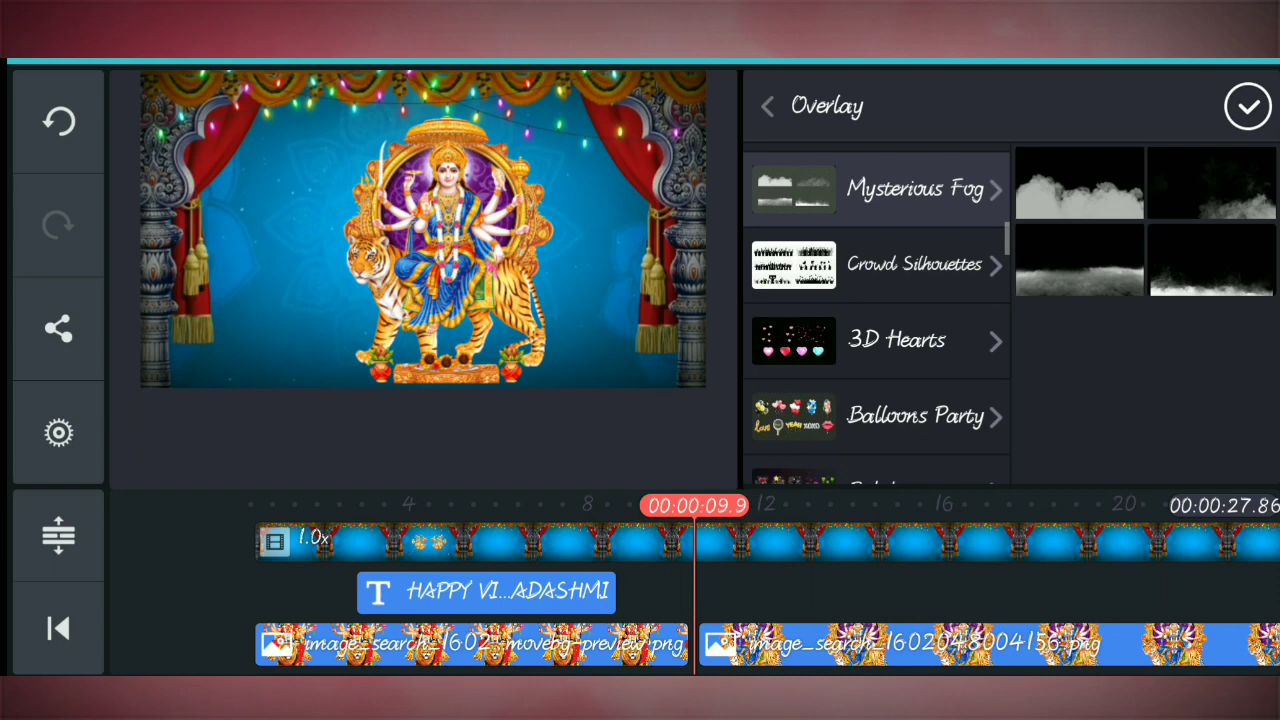 Overlay
Mysterious Fog
Crowd Silhouettes
3D Hearts
Balloons Party
4 8 00:00:09.9 12 16 20 00:00:27.86
1.0x
T HAPPY VI...ADASHMI
image_search_1602...-movebg-preview.png
image_search_1602048004156.png